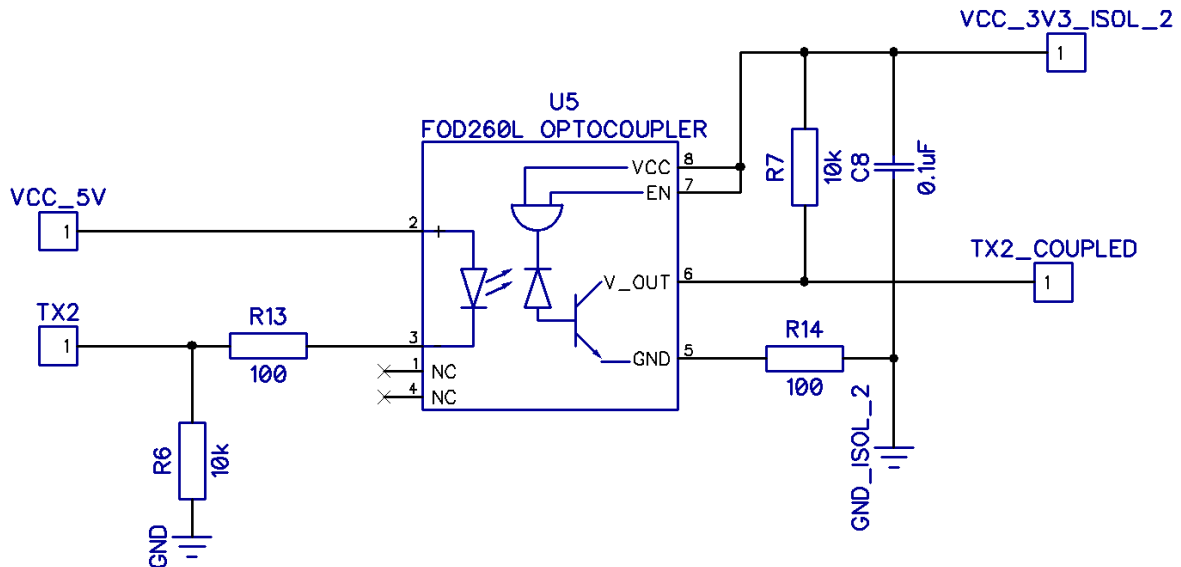 VCC_3V3_ISOL_2
1
U5
FOD260L OPTOCOUPLER
VCC
8
EN
7
R7
10k
C8
0.1uF
VCC_5V
1
2
+
TX2_COUPLED
1
V_OUT
6
TX2
1
R13
100
3
GND
5
R14
100
1
NC
4
NC
R6
10k
GND
GND_ISOL_2